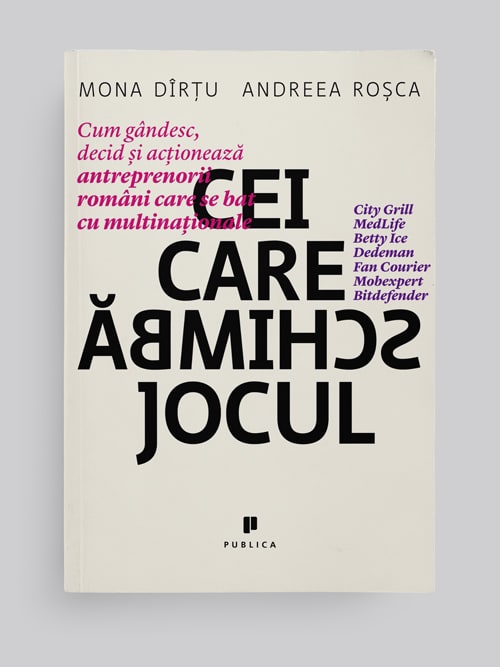 MONA DÎRȚU ANDREEA ROȘCA
Cum gândesc,
decid și acționează
antreprenorii
români care se bat
cu multinaționale
CEI
CARE
SCHIMBĂ
JOCUL
City Grill
MedLife
Betty Ice
Dedeman
Fan Courier
Mobexpert
Bitdefender
PUBLICA